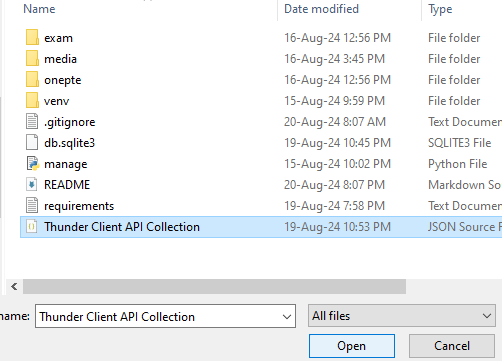 Name Date modified Type
exam 16-Aug-24 12:56 PM File folder
media 16-Aug-24 3:45 PM File folder
onepte 16-Aug-24 12:56 PM File folder
venv 15-Aug-24 9:59 PM File folder
.gitignore 20-Aug-24 8:07 AM Text Documen
db.sqlite3 19-Aug-24 10:45 PM SQLITE3 File
manage 15-Aug-24 10:02 PM Python File
README 20-Aug-24 8:07 PM Markdown So
requirements 19-Aug-24 7:58 PM Text Documen
Thunder Client API Collection 19-Aug-24 10:53 PM JSON Source F
name: Thunder Client API Collection All files
Open Cancel